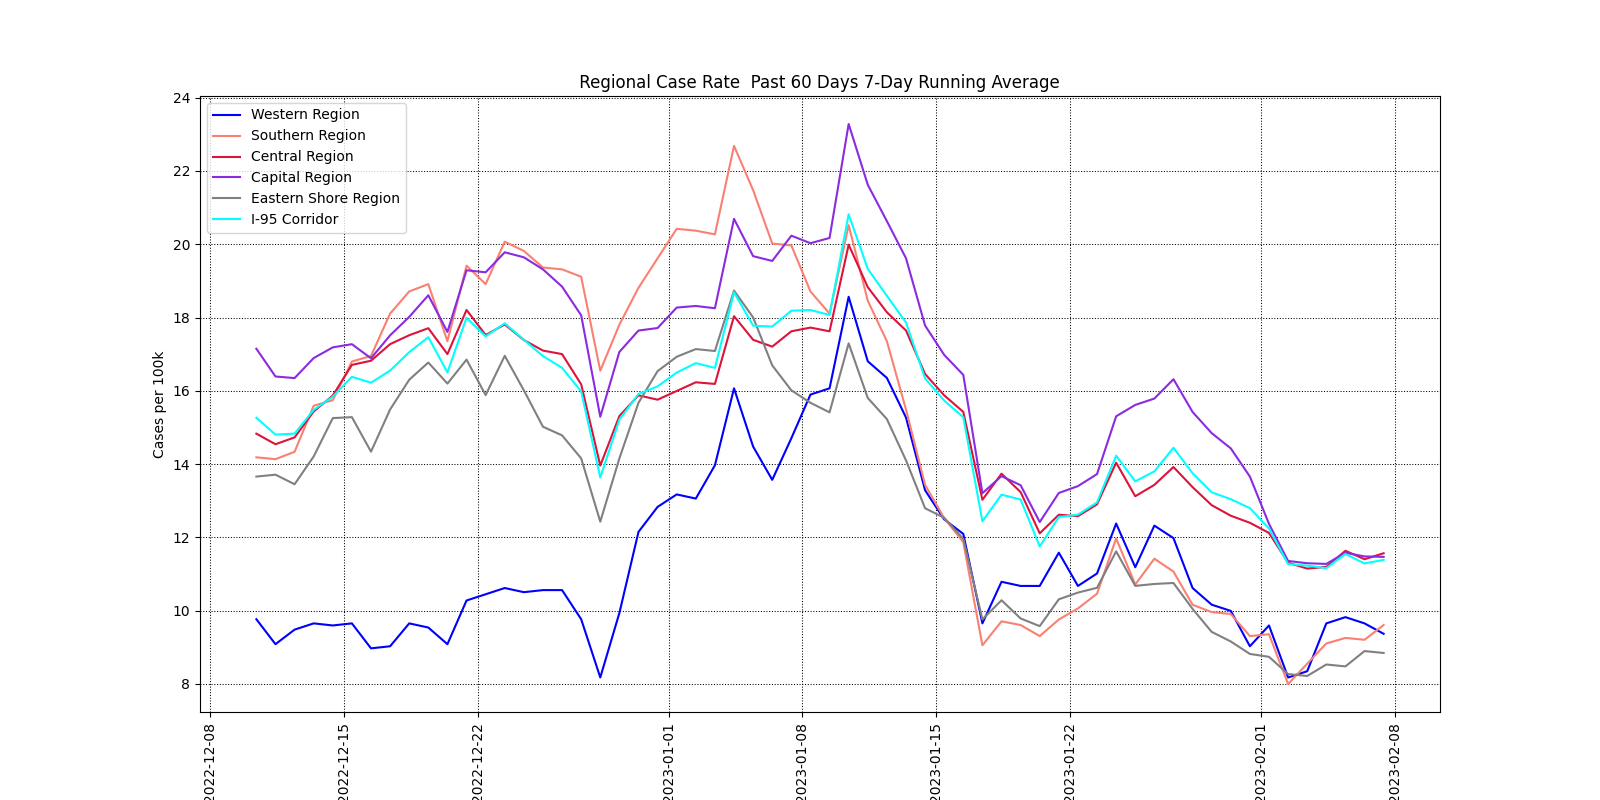 Regional Case Rate  Past 60 Days 7-Day Running Average
Cases per 100k
24
22
20
18
16
14
12
10
8
Western Region
Southern Region
Central Region
Capital Region
Eastern Shore Region
I-95 Corridor
2022-12-08
2022-12-15
2022-12-22
2023-01-01
2023-01-08
2023-01-15
2023-01-22
2023-02-01
2023-02-08